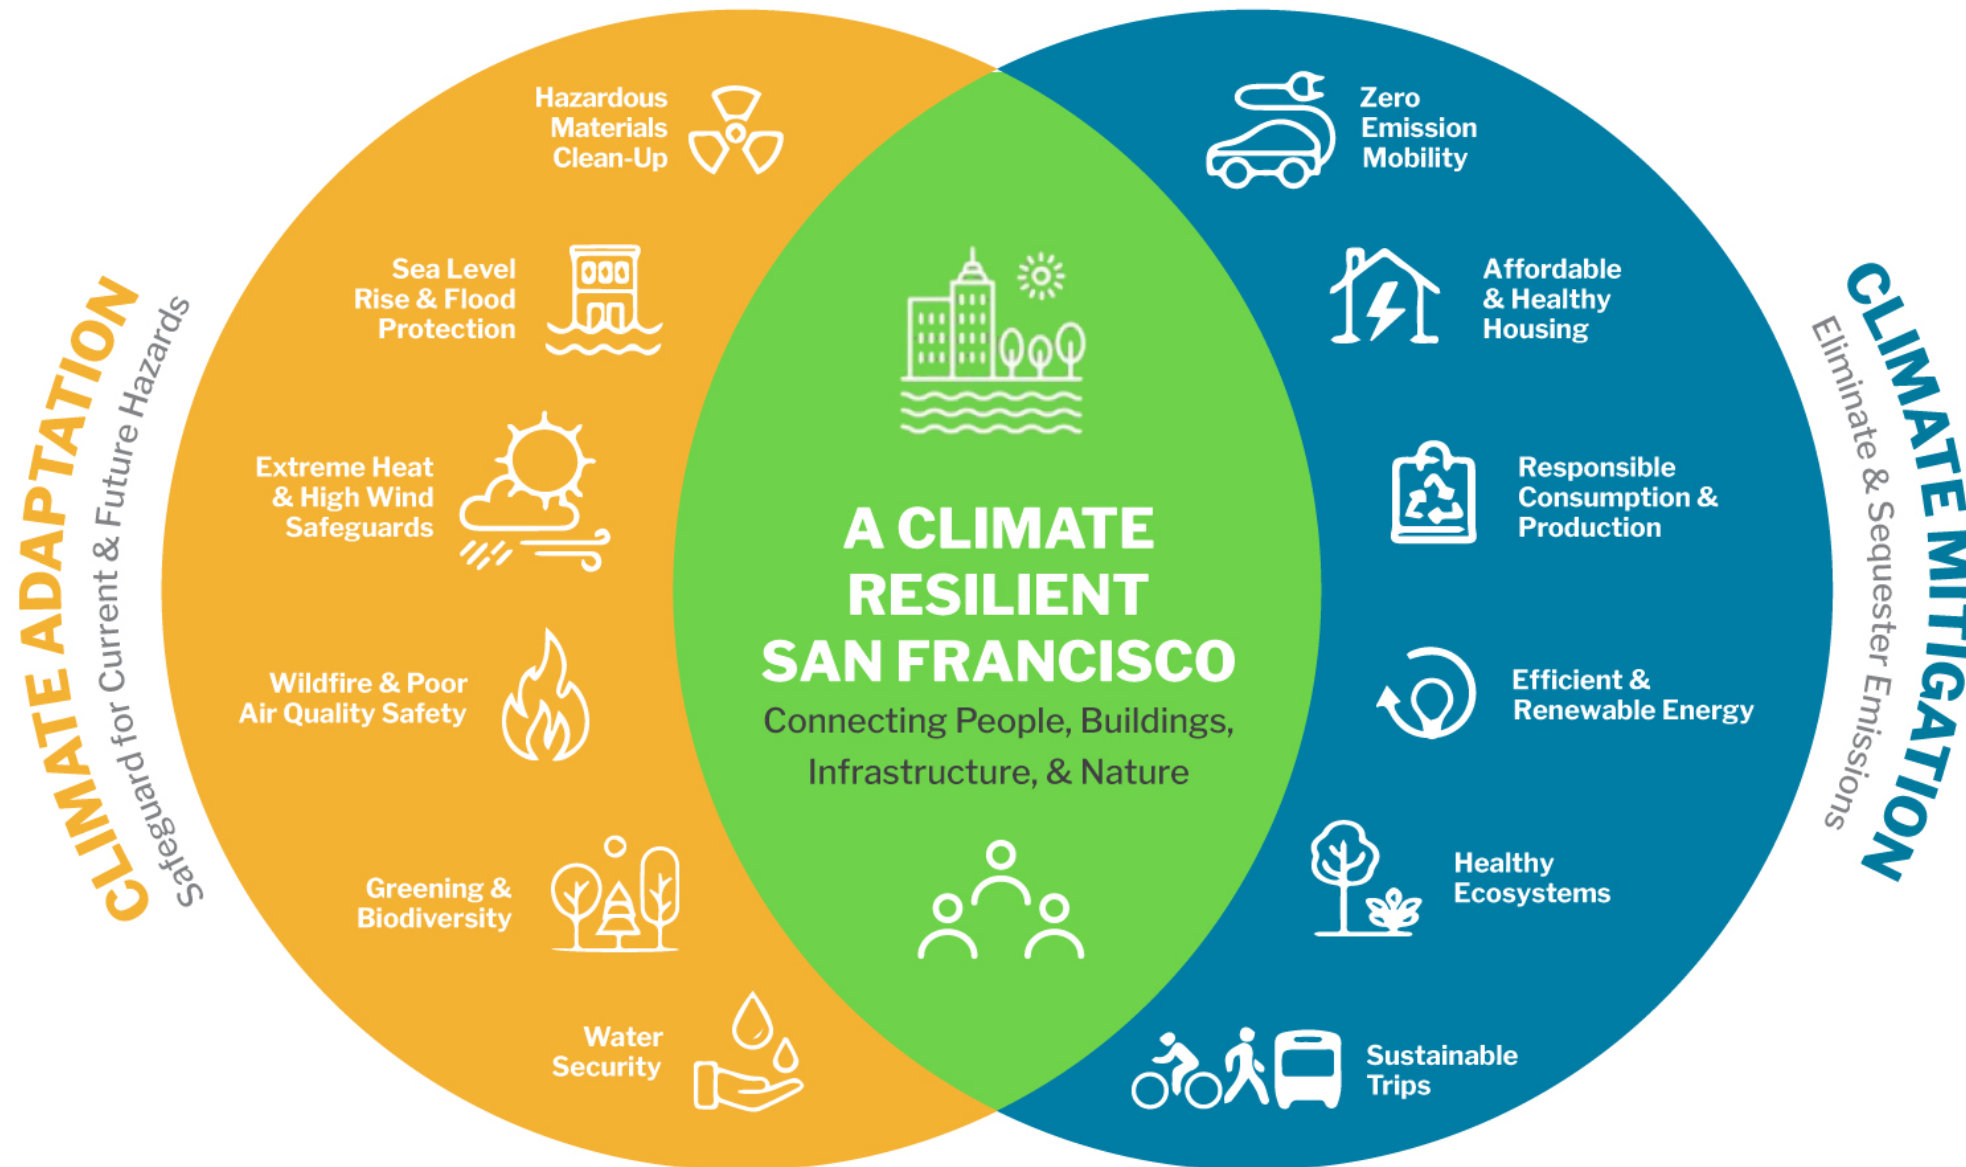 CLIMATE ADAPTATION
Safeguard for Current & Future Hazards
Hazardous
Materials
Clean-Up
Sea Level
Rise & Flood
Protection
Extreme Heat
& High Wind
Safeguards
Wildfire & Poor
Air Quality Safety
Greening &
Biodiversity
Water
Security
A CLIMATE
RESILIENT
SAN FRANCISCO
Connecting People, Buildings,
Infrastructure, & Nature
Zero
Emission
Mobility
Affordable
& Healthy
Housing
Responsible
Consumption &
Production
Efficient &
Renewable Energy
Healthy
Ecosystems
Sustainable
Trips
CLIMATE MITIGATION
Eliminate & Sequester Emissions